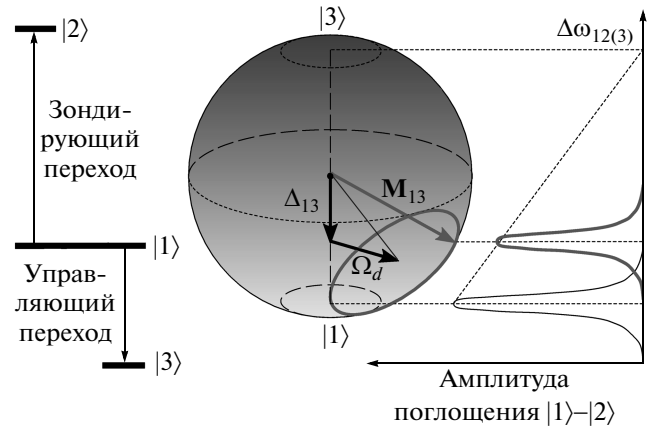 |2⟩
Зонди-
рующий
переход
|1⟩
Управ-
ляющий
переход
|3⟩
|3⟩
Δ₁₃
M₁₃
Ω_d
|1⟩
Δω₁₂₍₃₎
Амплитуда
поглощения |1⟩–|2⟩